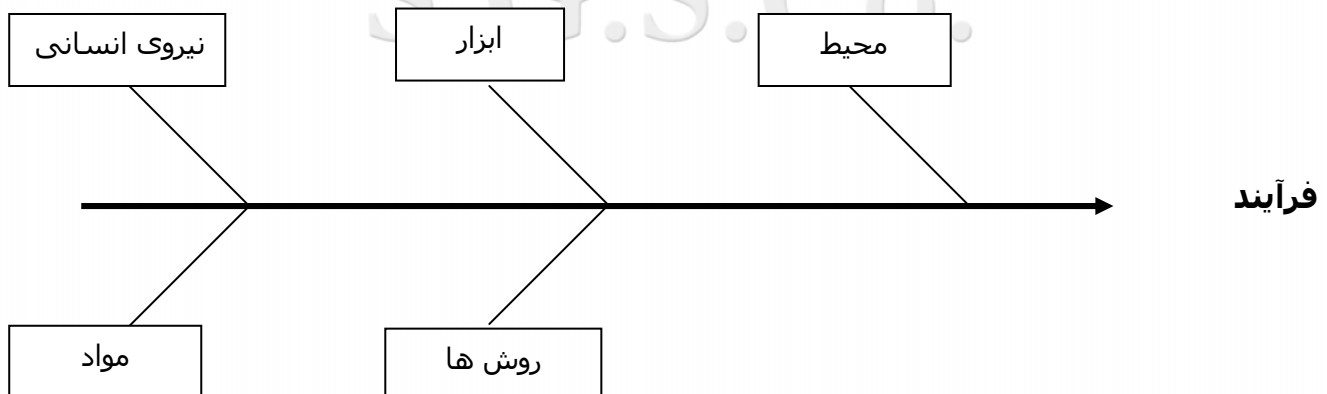 نیروی انسانی
ابزار
محیط
فرآیند
مواد
روش ها